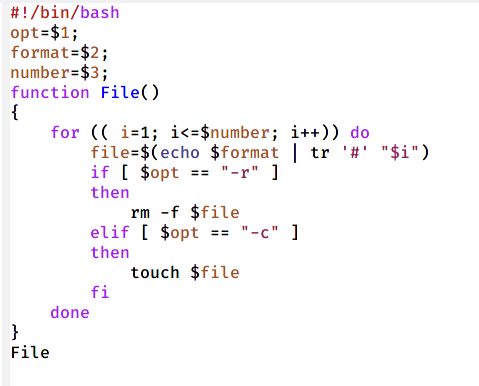 #!/bin/bash
opt=$1;
format=$2;
number=$3;
function File()
{
    for (( i=1; i<=$number; i++)) do
        file=$(echo $format | tr '#' "$i")
        if [ $opt == "-r" ]
        then
            rm -f $file
        elif [ $opt == "-c" ]
        then
            touch $file
        fi
    done
}
File